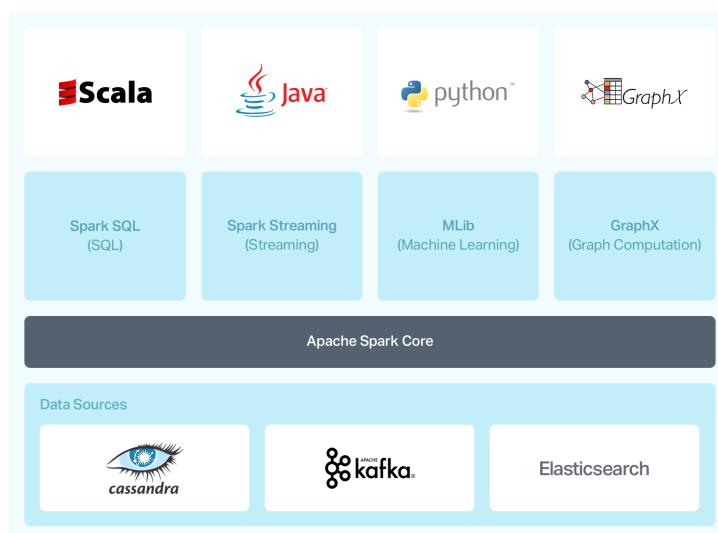 Scala
Java
python™
GraphX
Spark SQL
(SQL)
Spark Streaming
(Streaming)
MLib
(Machine Learning)
GraphX
(Graph Computation)
Apache Spark Core
Data Sources
cassandra
APACHE
kafka®
Elasticsearch